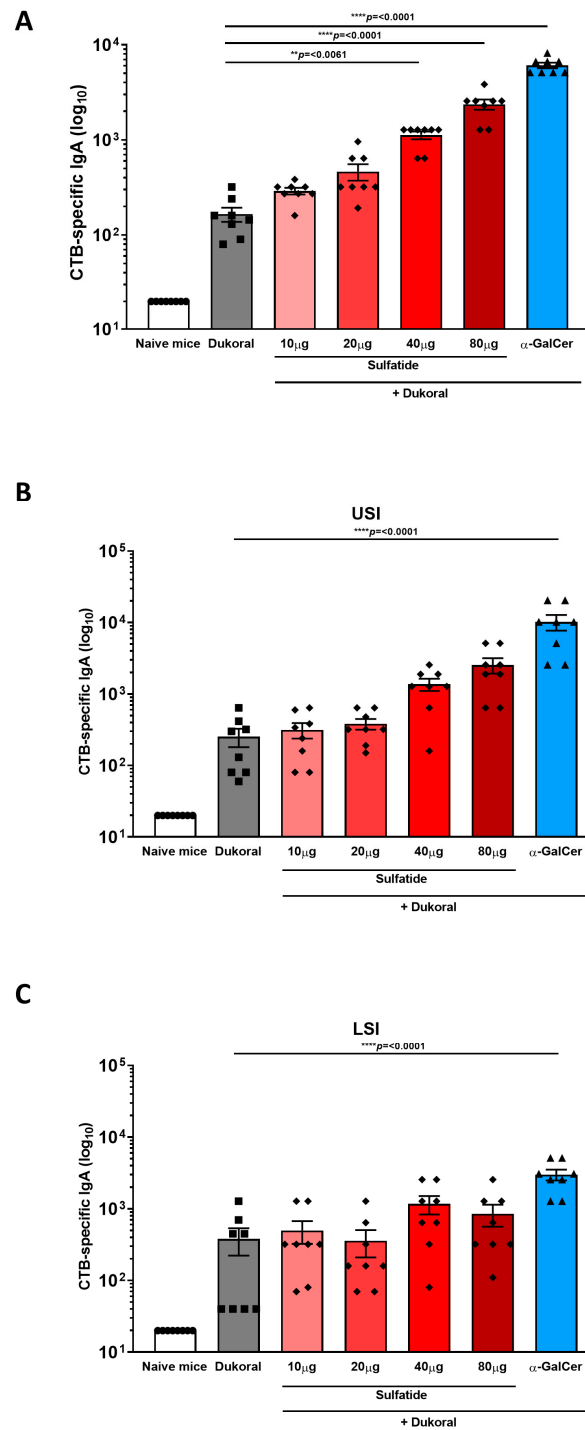 A
****p=<0.0001
****p=<0.0001
**p=<0.0061
CTB-specific IgA (log10)
10⁴
10³
10²
10¹
Naive mice Dukoral 10µg 20µg 40µg 80µg α-GalCer
Sulfatide
+ Dukoral
B
USI
****p=<0.0001
CTB-specific IgA (log10)
10⁵
10⁴
10³
10²
10¹
Naive mice Dukoral 10µg 20µg 40µg 80µg α-GalCer
Sulfatide
+ Dukoral
C
LSI
****p=<0.0001
CTB-specific IgA (log10)
10⁵
10⁴
10³
10²
10¹
Naive mice Dukoral 10µg 20µg 40µg 80µg α-GalCer
Sulfatide
+ Dukoral